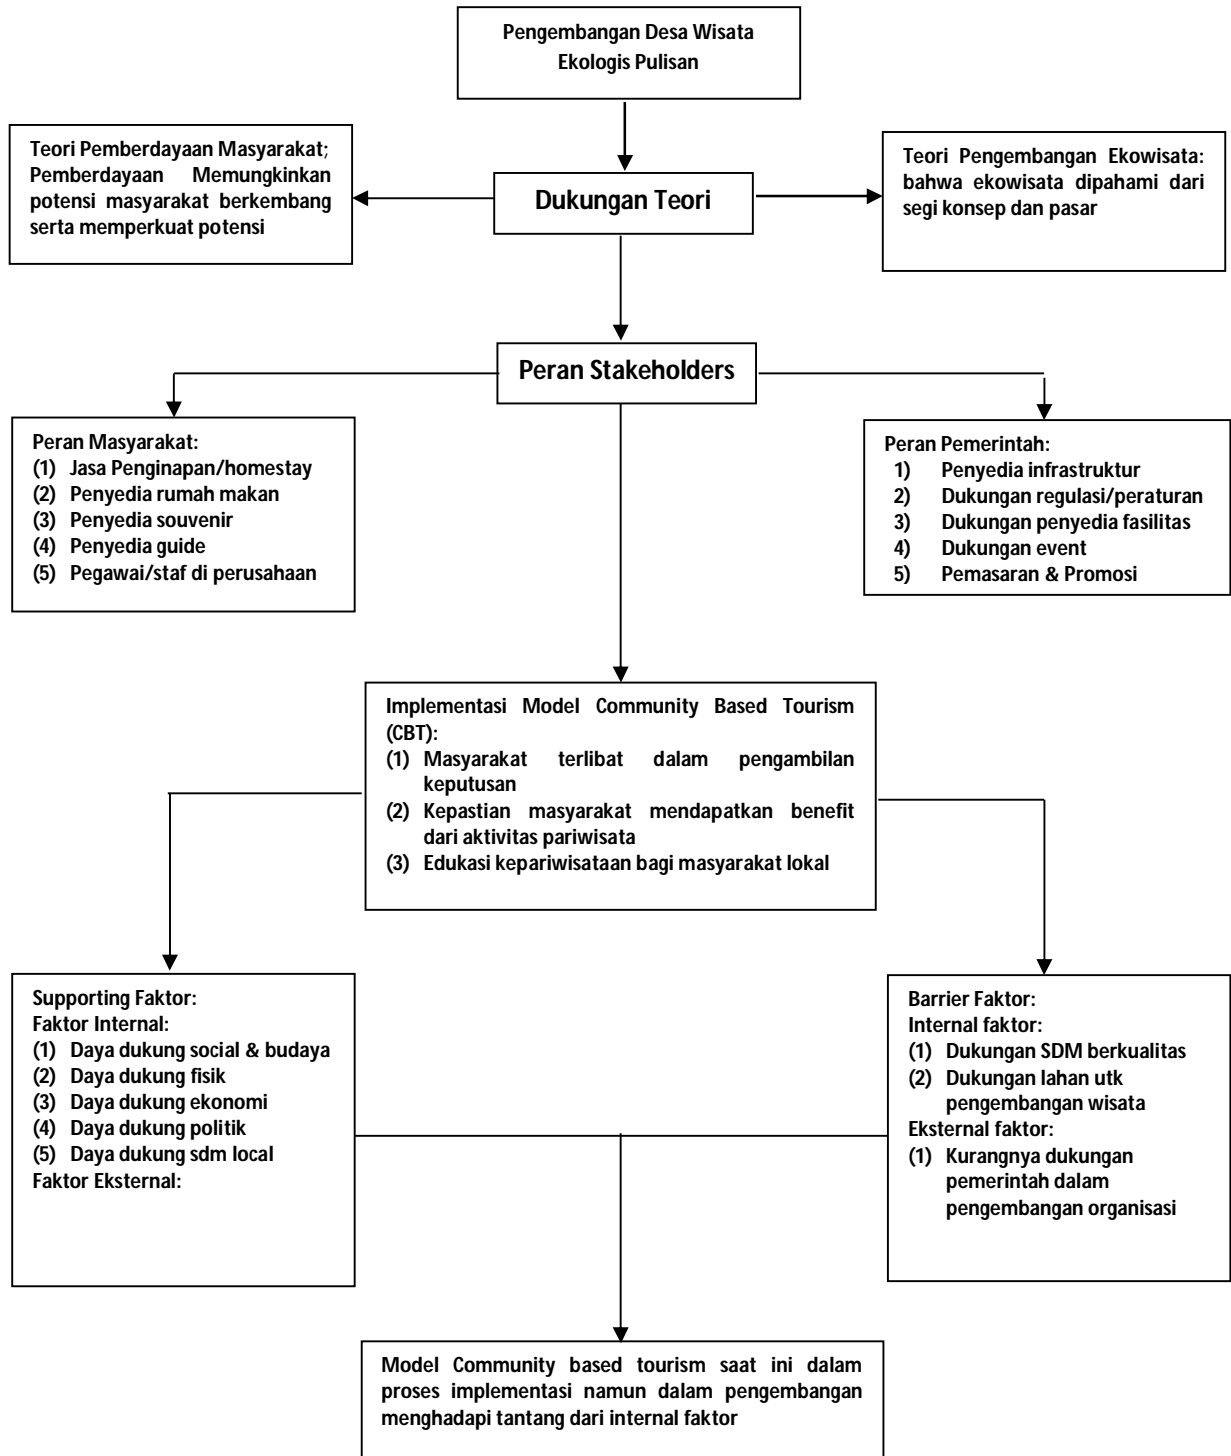 Pengembangan Desa Wisata
Ekologis Pulisan
Teori Pemberdayaan Masyarakat;
Pemberdayaan Memungkinkan
potensi masyarakat berkembang
serta memperkuat potensi
Dukungan Teori
Teori Pengembangan Ekowisata:
bahwa ekowisata dipahami dari
segi konsep dan pasar
Peran Stakeholders
Peran Masyarakat:
(1) Jasa Penginapan/homestay
(2) Penyedia rumah makan
(3) Penyedia souvenir
(4) Penyedia guide
(5) Pegawai/staf di perusahaan
Peran Pemerintah:
1) Penyedia infrastruktur
2) Dukungan regulasi/peraturan
3) Dukungan penyedia fasilitas
4) Dukungan event
5) Pemasaran & Promosi
Implementasi Model Community Based Tourism
(CBT):
(1) Masyarakat terlibat dalam pengambilan
keputusan
(2) Kepastian masyarakat mendapatkan benefit
dari aktivitas pariwisata
(3) Edukasi kepariwisataan bagi masyarakat lokal
Supporting Faktor:
Faktor Internal:
(1) Daya dukung social & budaya
(2) Daya dukung fisik
(3) Daya dukung ekonomi
(4) Daya dukung politik
(5) Daya dukung sdm local
Faktor Eksternal:
Barrier Faktor:
Internal faktor:
(1) Dukungan SDM berkualitas
(2) Dukungan lahan utk
pengembangan wisata
Eksternal faktor:
(1) Kurangnya dukungan
pemerintah dalam
pengembangan organisasi
Model Community based tourism saat ini dalam
proses implementasi namun dalam pengembangan
menghadapi tantang dari internal faktor